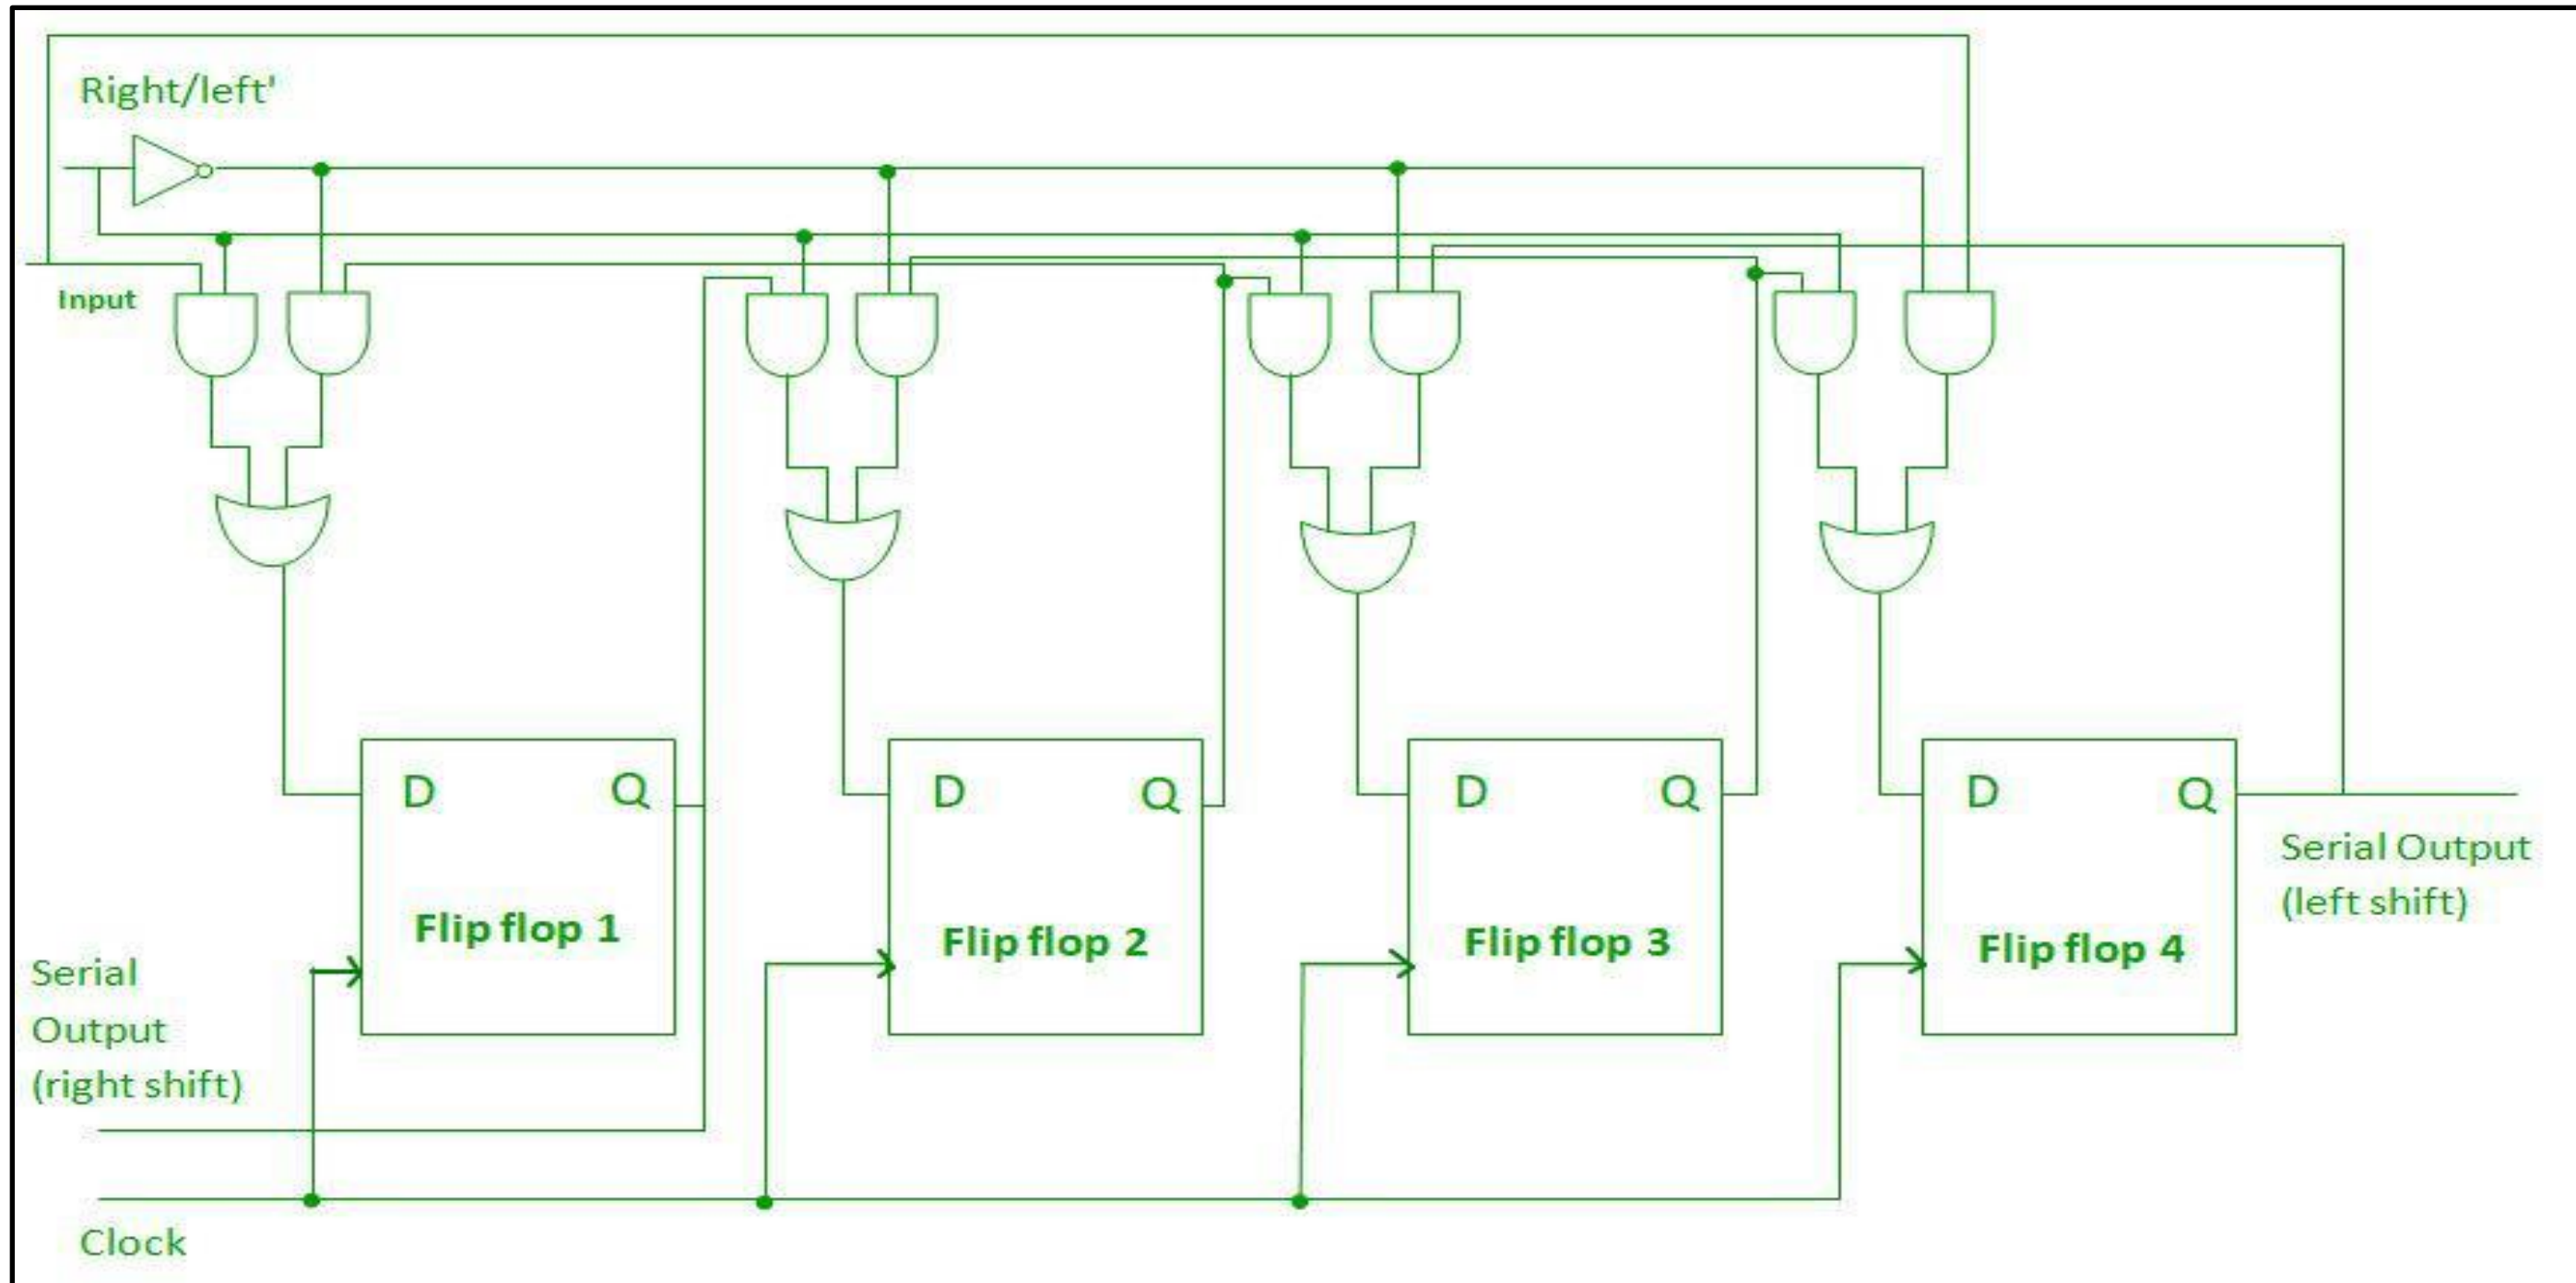 Right/left'
Input
D
Q
D
Q
D
Q
D
Q
Serial Output
(left shift)
Flip flop 1
Flip flop 2
Flip flop 3
Flip flop 4
Serial
Output
(right shift)
Clock